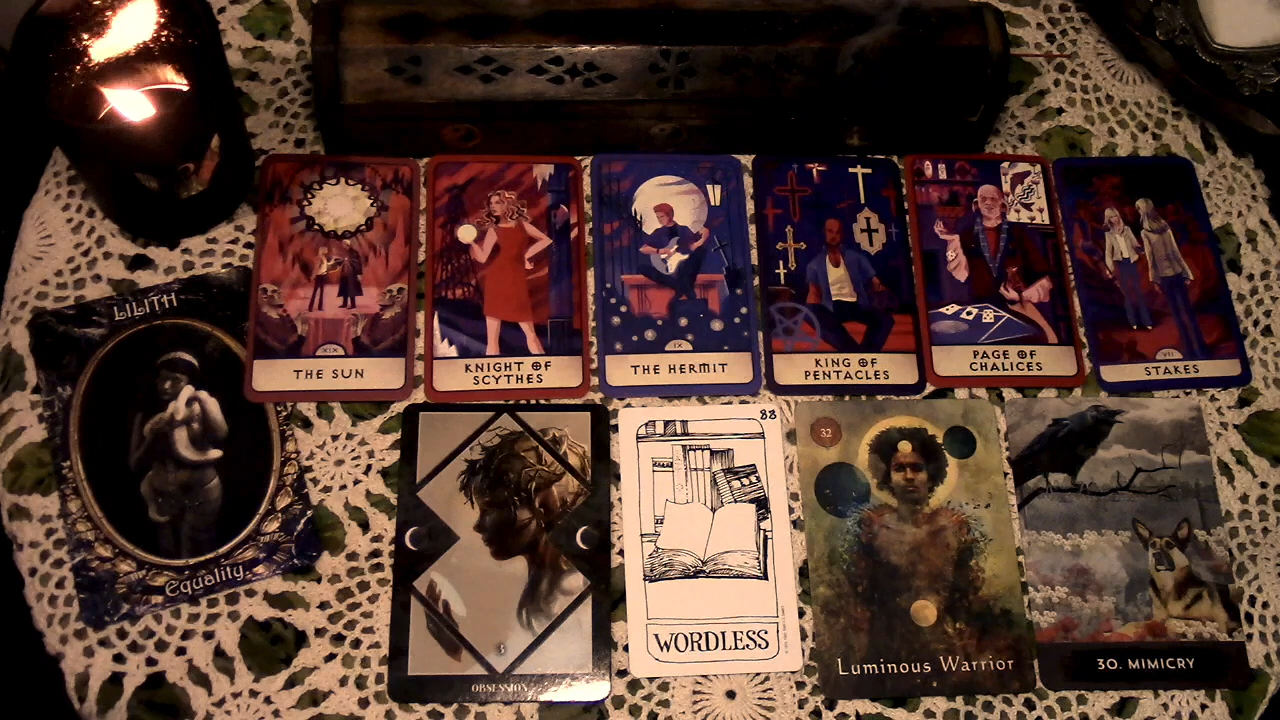 XIX
THE SUN
KNIGHT OF
SCYTHES
IX
THE HERMIT
KING OF
PENTACLES
PAGE OF
CHALICES
VII
STAKES
LILITH
Equality
3
OBSESSION
88
WORDLESS
32
Luminous Warrior
30. MIMICRY